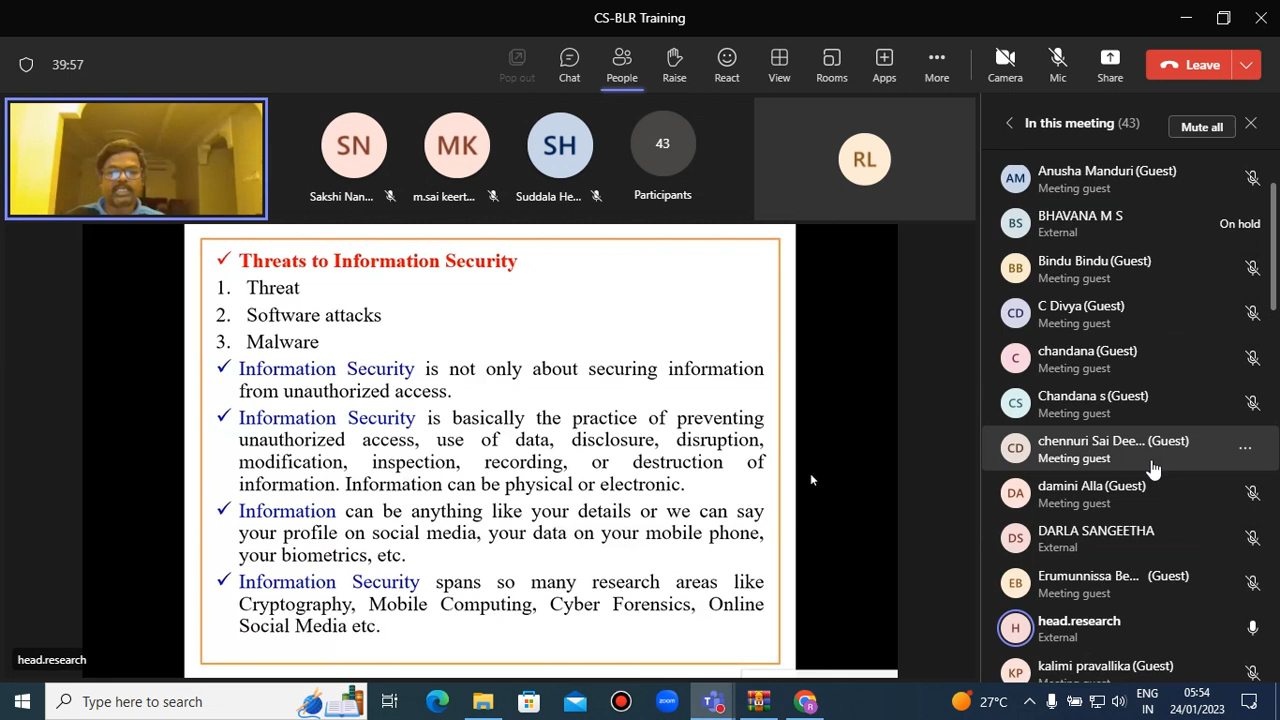 CS-BLR Training
39:57
Pop out
Chat
People
Raise
React
View
Rooms
Apps
More
Camera
Mic
Share
Leave
SN
MK
SH
43
Sakshi Nan...
m.sai keert...
Suddala He...
Participants
RL
In this meeting (43)
Mute all
✓ Threats to Information Security
1. Threat
2. Software attacks
3. Malware
✓ Information Security is not only about securing information
from unauthorized access.
✓ Information Security is basically the practice of preventing
unauthorized access, use of data, disclosure, disruption,
modification, inspection, recording, or destruction of
information. Information can be physical or electronic.
✓ Information can be anything like your details or we can say
your profile on social media, your data on your mobile phone,
your biometrics, etc.
✓ Information Security spans so many research areas like
Cryptography, Mobile Computing, Cyber Forensics, Online
Social Media etc.
head.research
AM Anusha Manduri (Guest)
Meeting guest
BS BHAVANA M S
External
On hold
BB Bindu Bindu (Guest)
Meeting guest
CD C Divya (Guest)
Meeting guest
C chandana (Guest)
Meeting guest
CS Chandana s (Guest)
Meeting guest
CD chennuri Sai Dee... (Guest)
Meeting guest
DA damini Alla (Guest)
Meeting guest
DS DARLA SANGEETHA
External
EB Erumunnissa Be... (Guest)
Meeting guest
H head.research
External
KP kalimi pravallika (Guest)
Type here to search
zoom
27°C
ENG
IN
05:54
24/01/2023